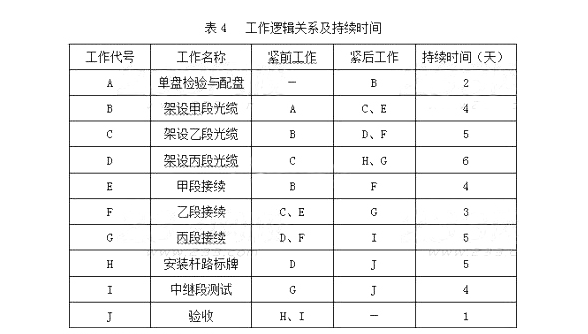 表 4 工作逻辑关系及持续时间
工作代号 工作名称 紧前工作 紧后工作 持续时间（天）
A 单盘检验与配盘 － B 2
B 架设甲段光缆 A C、E 4
C 架设乙段光缆 B D、F 5
D 架设丙段光缆 C H、G 6
E 甲段接续 B F 4
F 乙段接续 C、E G 3
G 丙段接续 D、F I 5
H 安装杆路标牌 D J 5
I 中继段测试 G J 4
J 验收 H、I － 1